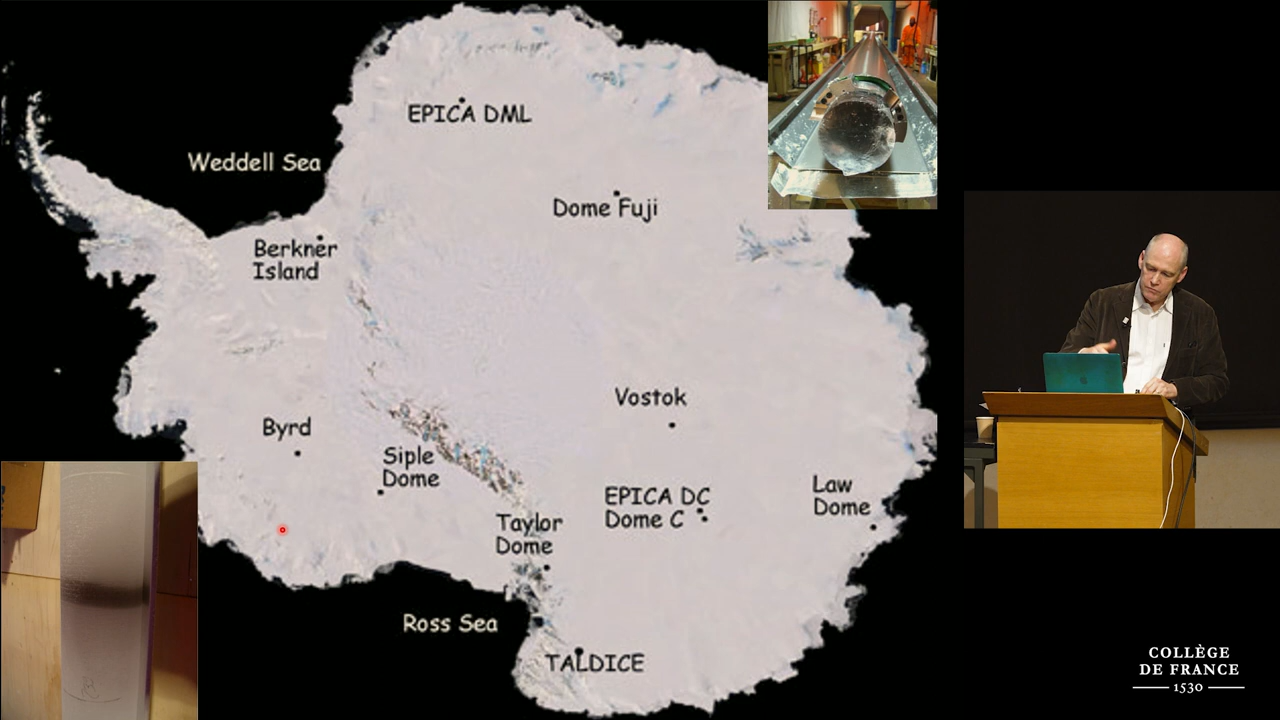 EPICA DML
Weddell Sea
Dome Fuji
Berkner
Island
Vostok
Byrd
Siple
Dome
EPICA DC
Dome C
Law
Dome
Taylor
Dome
Ross Sea
TALDICE
COLLÈGE
DE FRANCE
1530